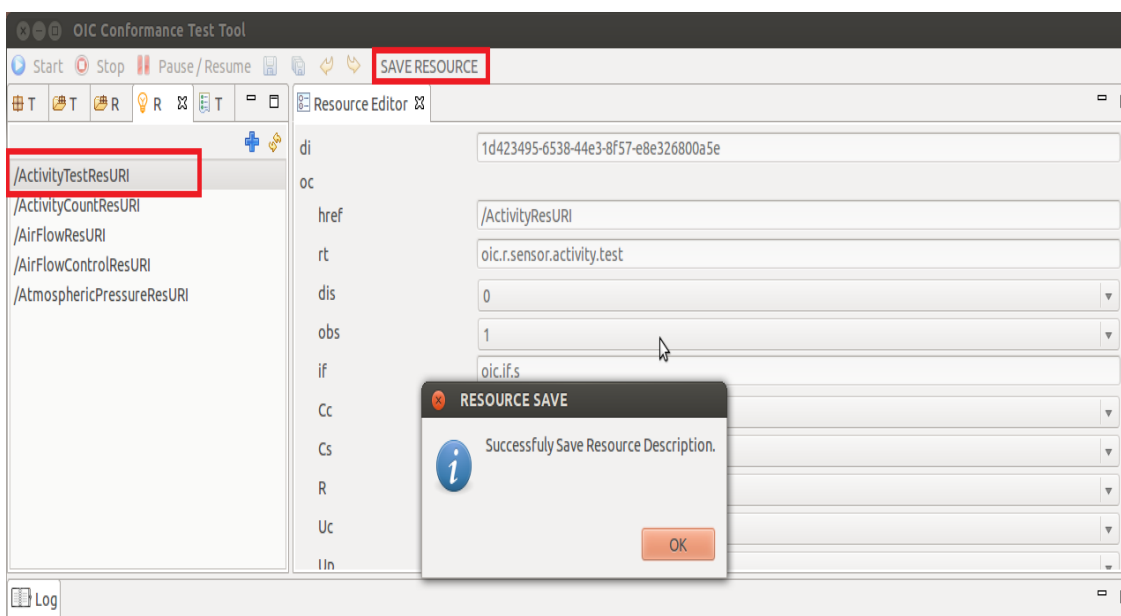 OIC Conformance Test Tool
Start Stop Pause/Resume SAVE RESOURCE
T T R R T Resource Editor
di 1d423495-6538-44e3-8f57-e8e326800a5e
/ActivityTestResURI
oc
/ActivityCountResURI
href /ActivityResURI
/AirFlowResURI
rt oic.r.sensor.activity.test
/AirFlowControlResURI
dis 0
/AtmosphericPressureResURI
obs 1
if oic.if.s
RESOURCE SAVE
Cc
Cs
Successfuly Save Resource Description.
R
Uc
OK
Up
Log